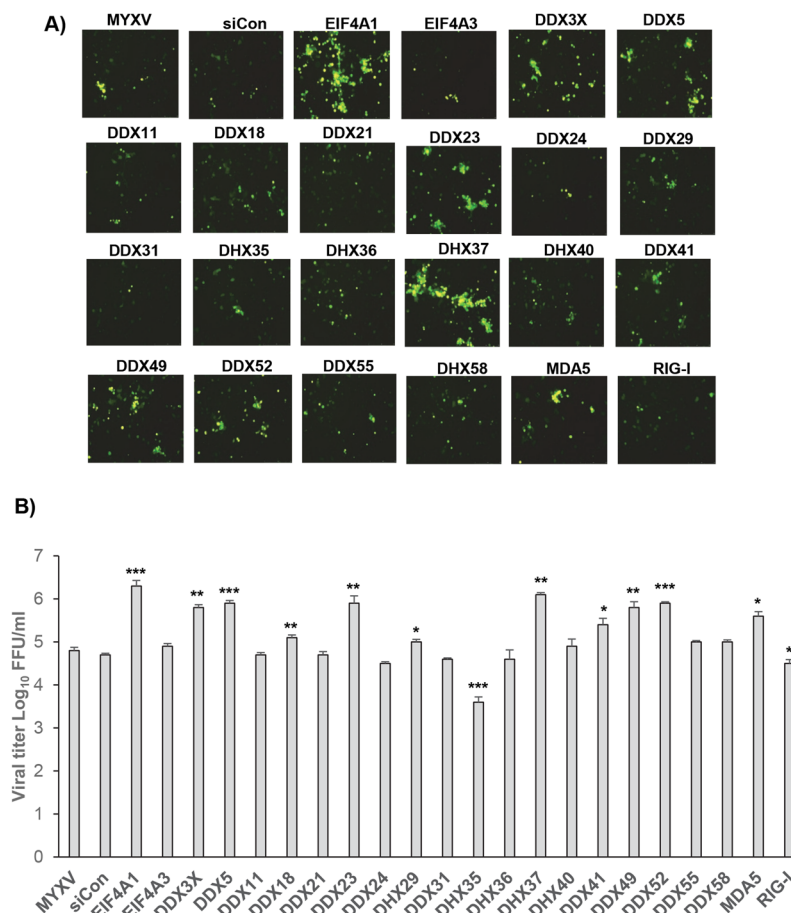 A)
MYXV siCon EIF4A1 EIF4A3 DDX3X DDX5
DDX11 DDX18 DDX21 DDX23 DDX24 DDX29
DDX31 DHX35 DHX36 DHX37 DHX40 DDX41
DDX49 DDX52 DDX55 DHX58 MDA5 RIG-I
B)
Viral titer Log₁₀ FFU/ml
7
6
5
4
3
2
1
0
*** ** *** ** ** * *** ** * ** *** * *
MYXV siCon EIF4A1 EIF4A3 DDX3X DDX5 DDX11 DDX18 DDX21 DDX23 DDX24 DHX29 DDX31 DHX35 DHX36 DHX37 DHX40 DDX41 DDX49 DDX52 DDX55 DDX58 MDA5 RIG-I